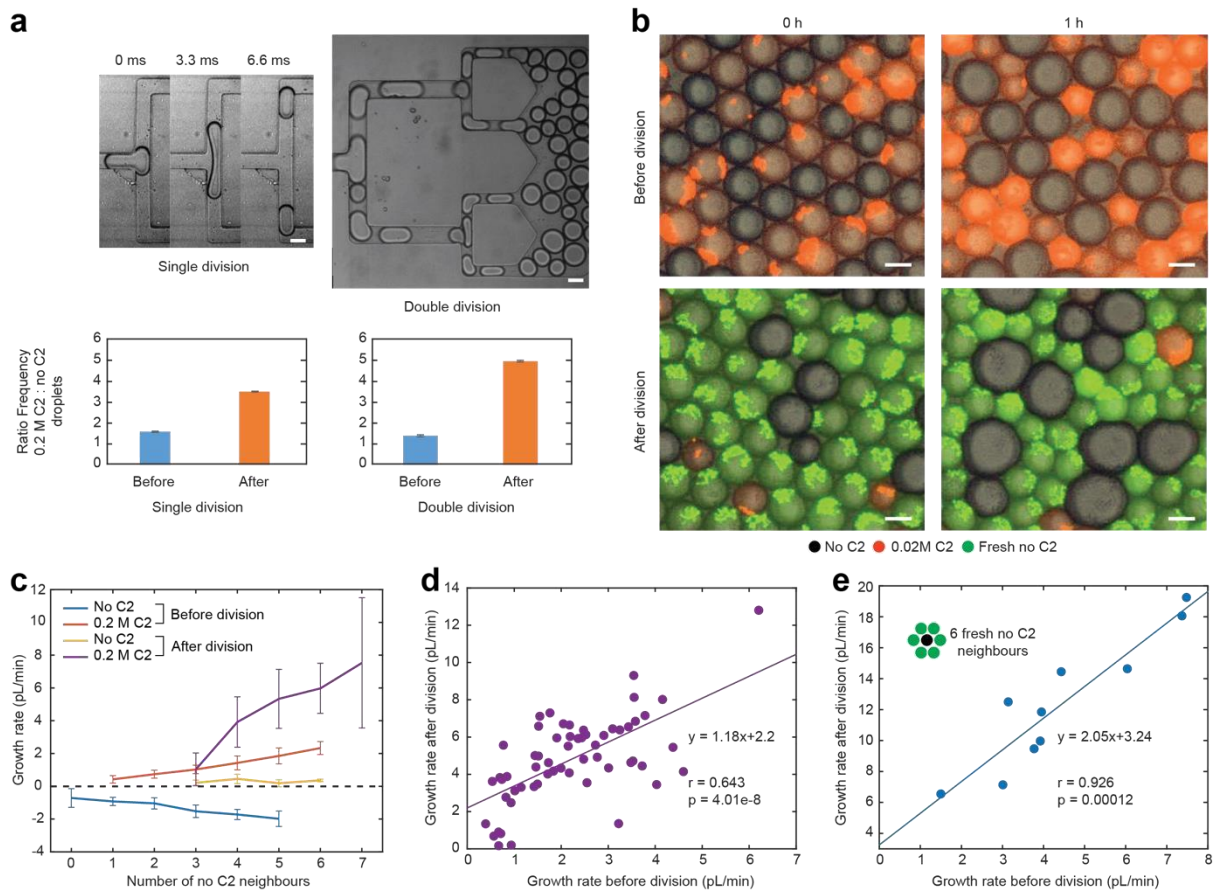 a
0 ms 3.3 ms 6.6 ms
Single division
Double division
Ratio Frequency
0.2 M C2 : no C2
droplets
6
5
4
3
2
1
0
Before After
Single division
6
5
4
3
2
1
0
Before After
Double division
b
0 h 1 h
Before division
After division
No C2 0.02M C2 Fresh no C2
c
Growth rate (pL/min)
12
10
8
6
4
2
0
-2
-4
No C2
0.2 M C2
Before division
No C2
0.2 M C2
After division
0 1 2 3 4 5 6 7
Number of no C2 neighbours
d
Growth rate after division (pL/min)
14
12
10
8
6
4
2
0
y = 1.18x+2.2
r = 0.643
p = 4.01e-8
0 1 2 3 4 5 6 7
Growth rate before division (pL/min)
e
Growth rate after division (pL/min)
20
18
16
14
12
10
8
6
4
6 fresh no C2
neighbours
y = 2.05x+3.24
r = 0.926
p = 0.00012
0 1 2 3 4 5 6 7 8
Growth rate before division (pL/min)